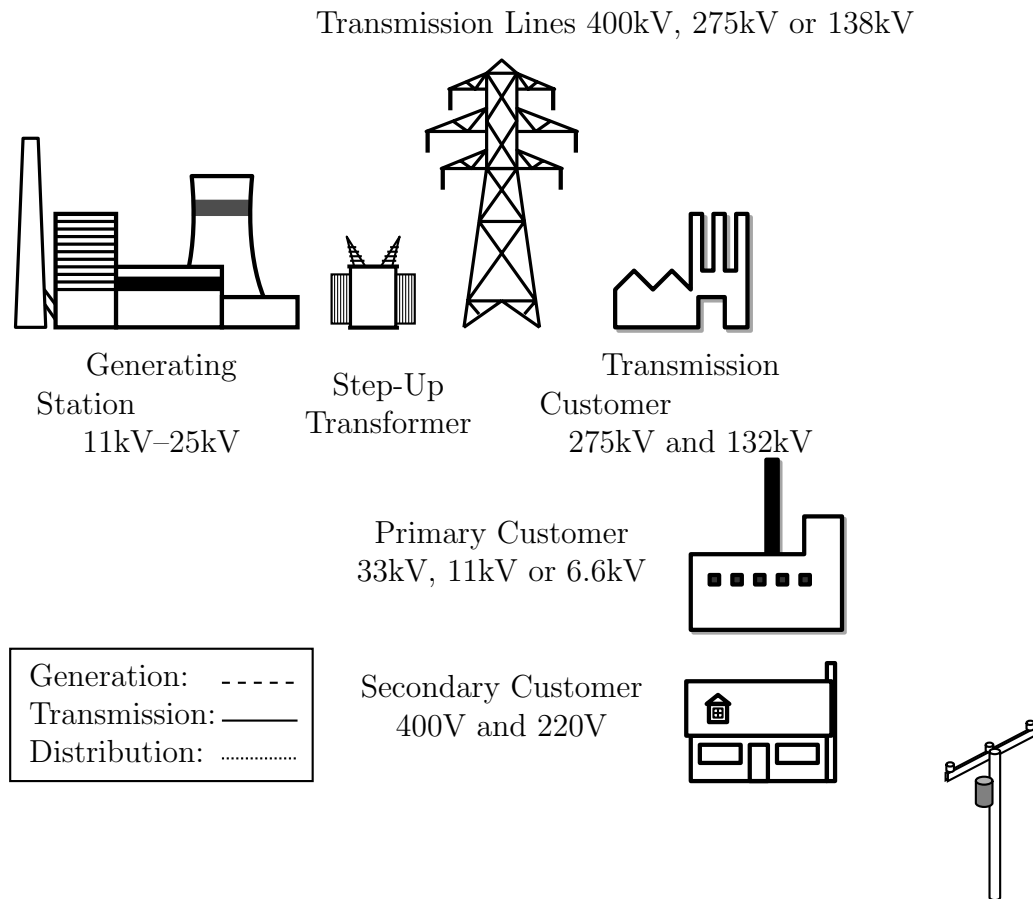 Transmission Lines 400kV, 275kV or 138kV
Generating
Station
11kV–25kV
Step-Up
Transformer
Transmission
Customer
275kV and 132kV
Primary Customer
33kV, 11kV or 6.6kV
Secondary Customer
400V and 220V
Generation:
Transmission:
Distribution: